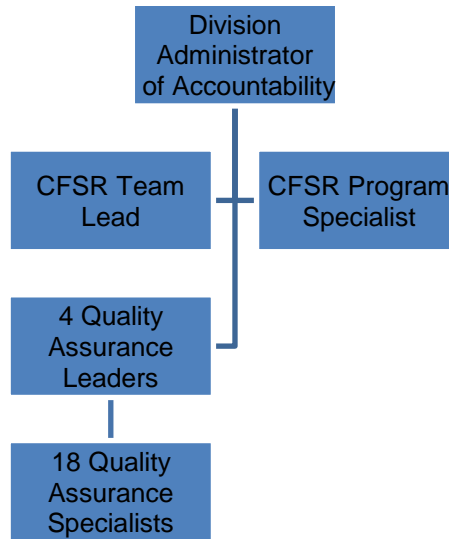 Division
Administrator
of Accountability
CFSR Team
Lead
CFSR Program
Specialist
4 Quality
Assurance
Leaders
18 Quality
Assurance
Specialists